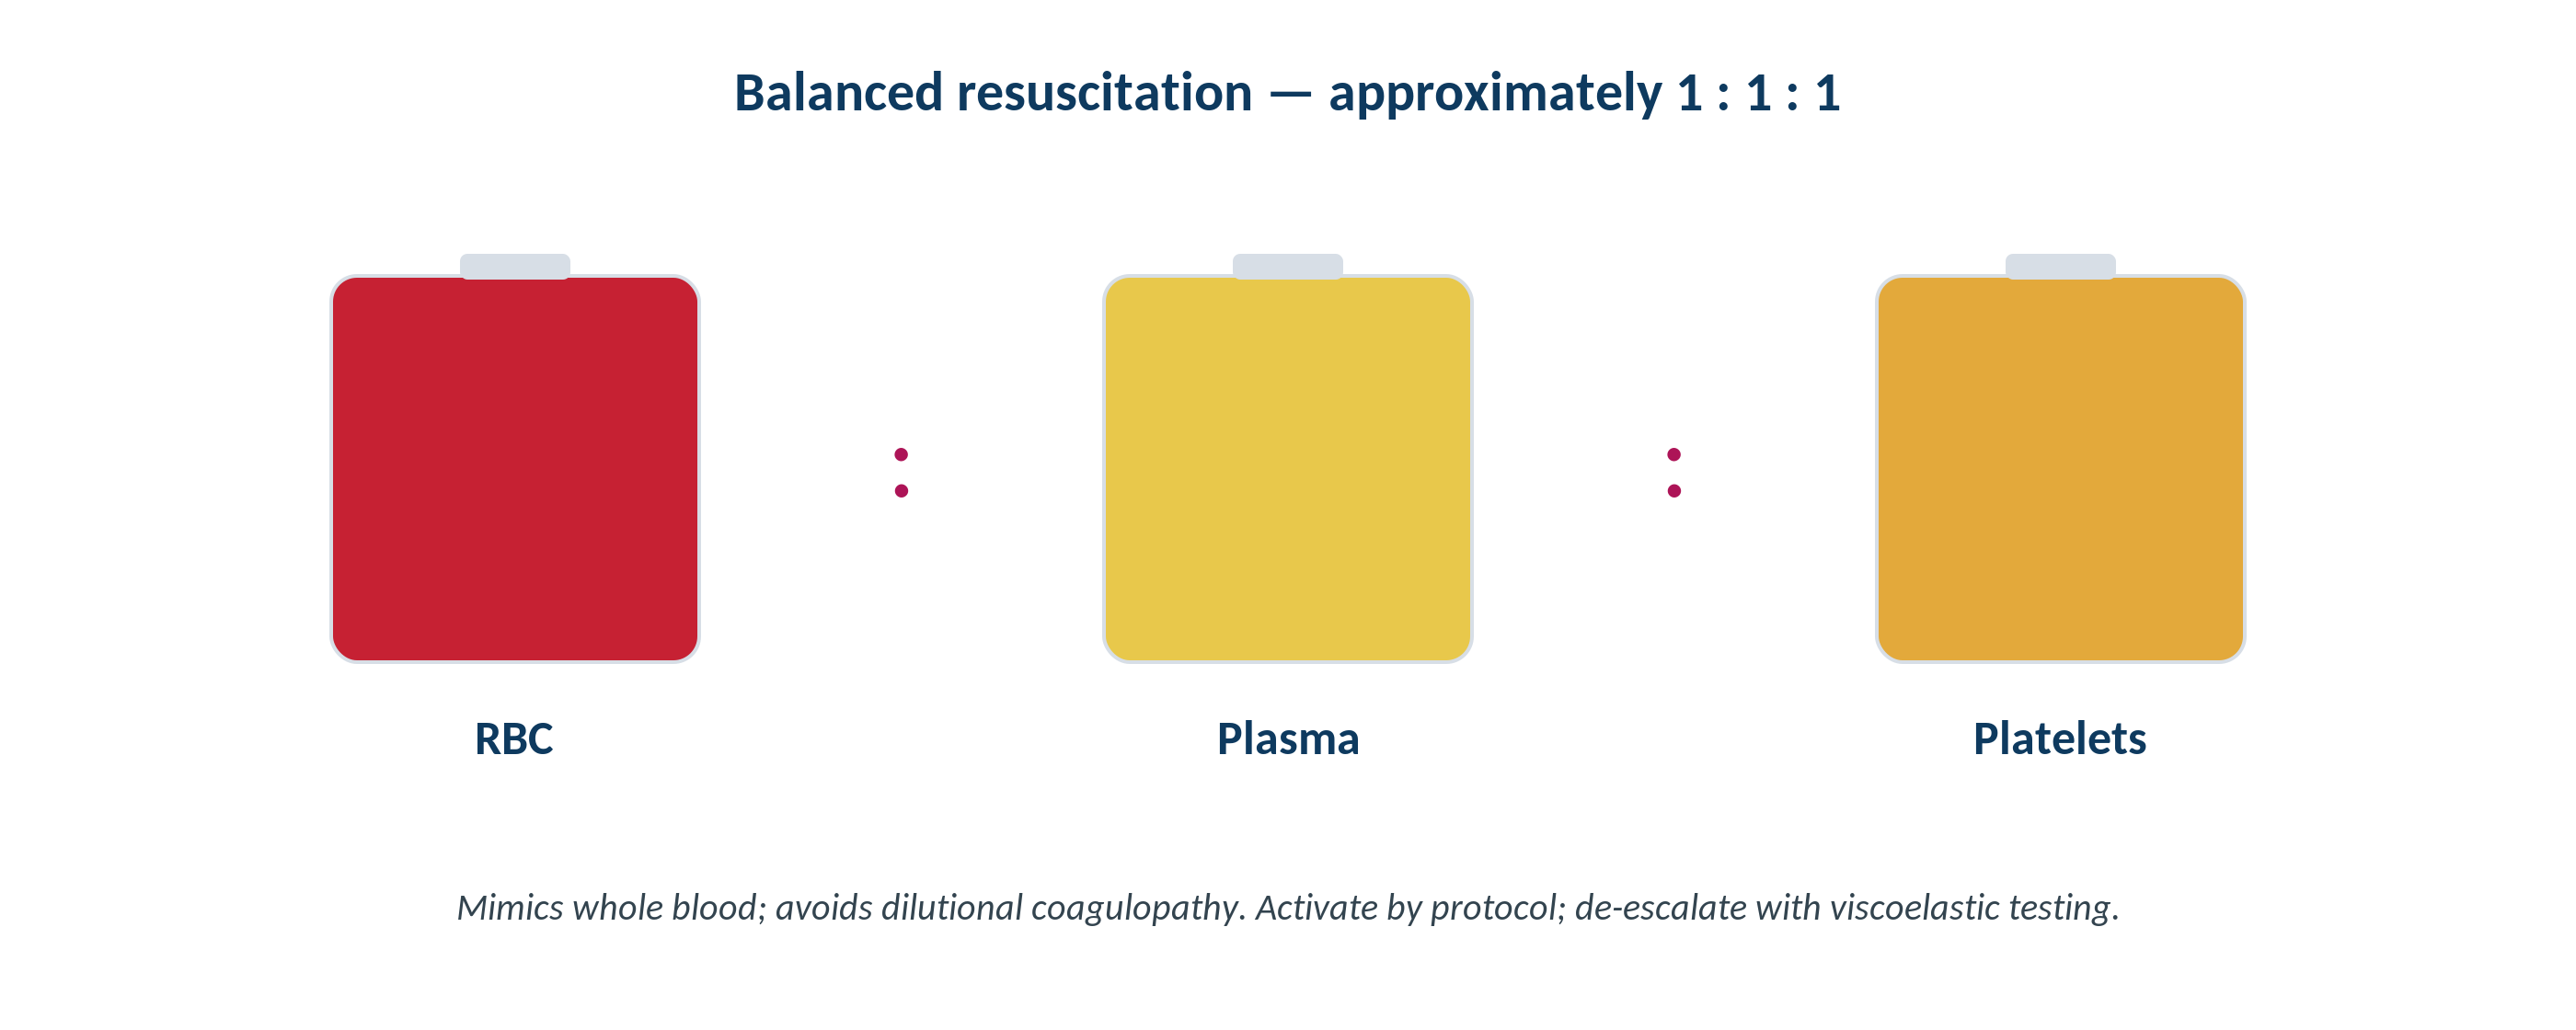 Balanced resuscitation — approximately 1 : 1 : 1
:
:
RBC
Plasma
Platelets
Mimics whole blood; avoids dilutional coagulopathy. Activate by protocol; de-escalate with viscoelastic testing.